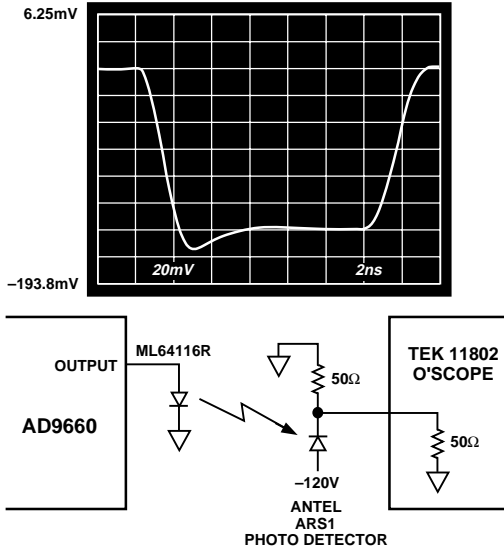 6.25mV
20mV 2ns
–193.8mV
OUTPUT
ML64116R
AD9660
50Ω
TEK 11802
O'SCOPE
50Ω
–120V
ANTEL
ARS1
PHOTO DETECTOR